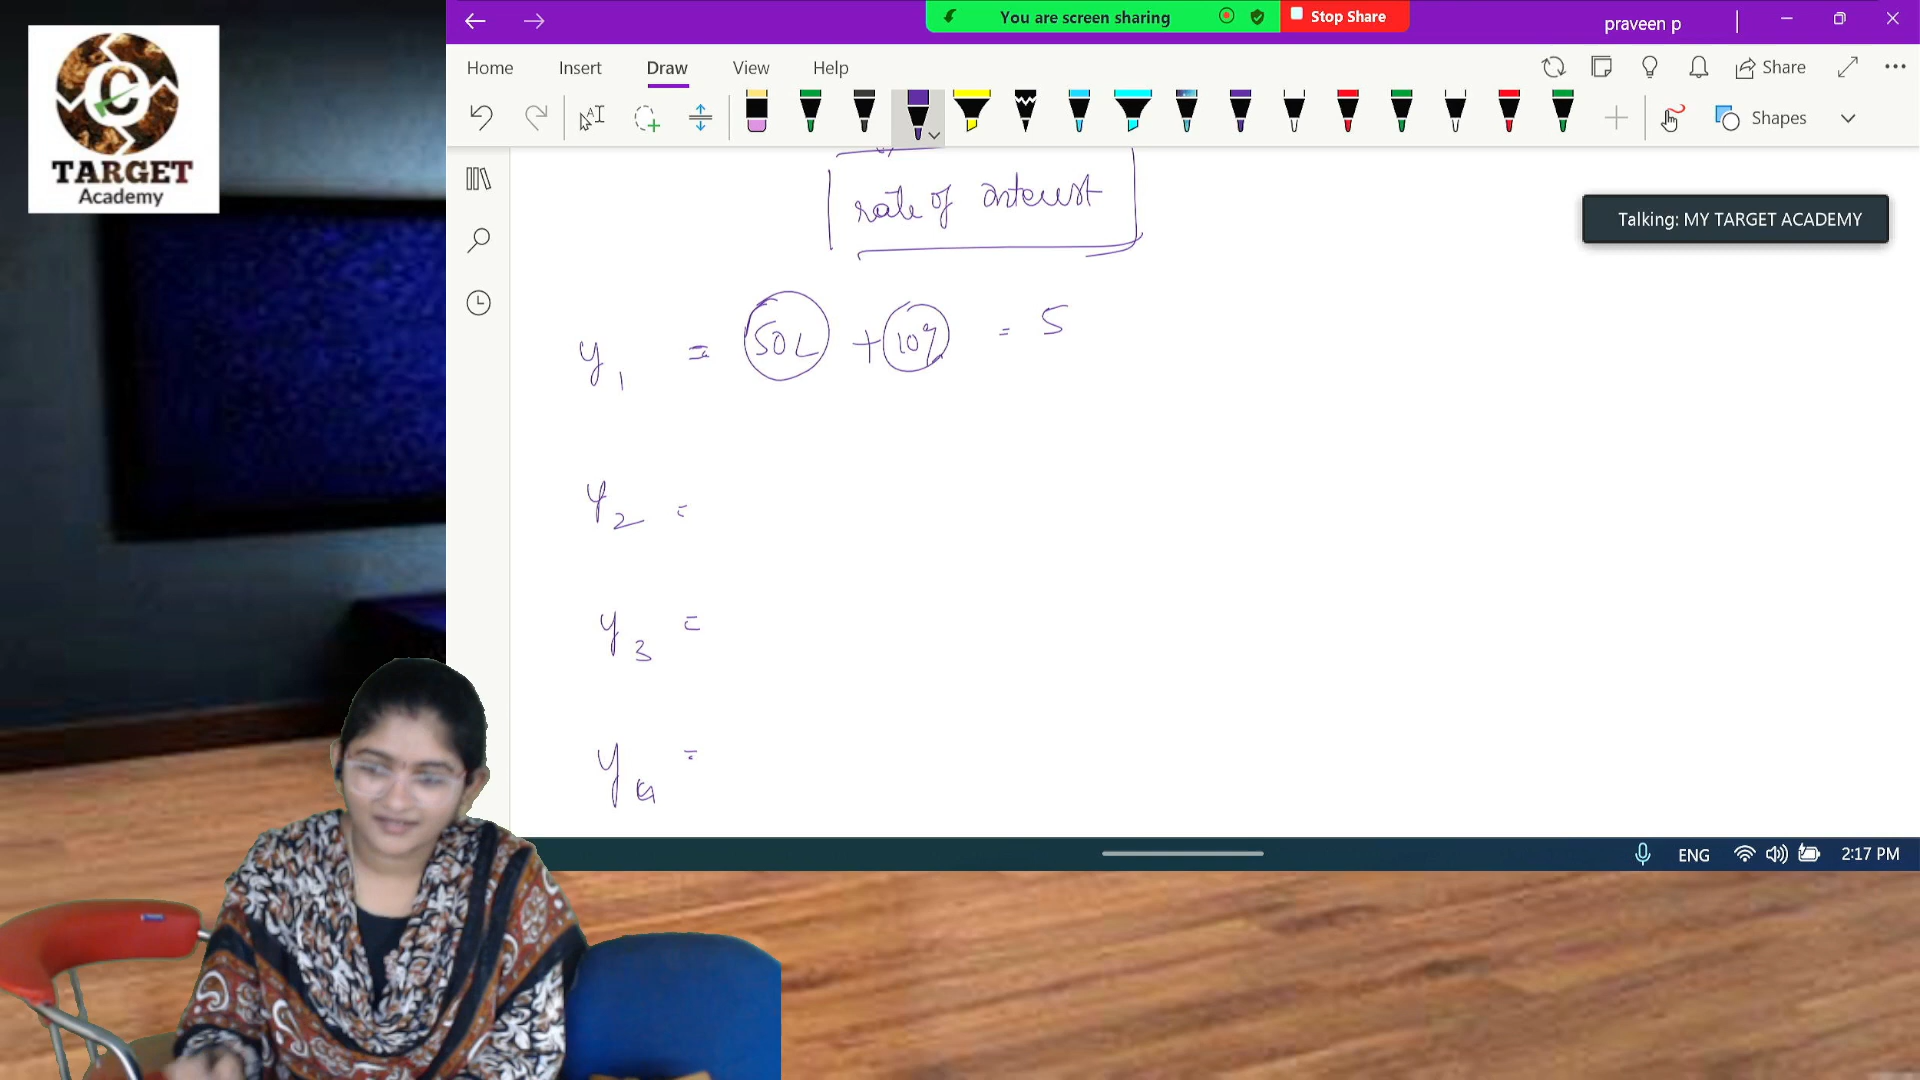 TARGET
Academy
You are screen sharing
Stop Share
praveen p
Home Insert Draw View Help
Share
Shapes
Talking: MY TARGET ACADEMY
rate of interest
y1 = 50L + 10% = 5
y2 =
y3 =
y4 =
ENG 2:17 PM